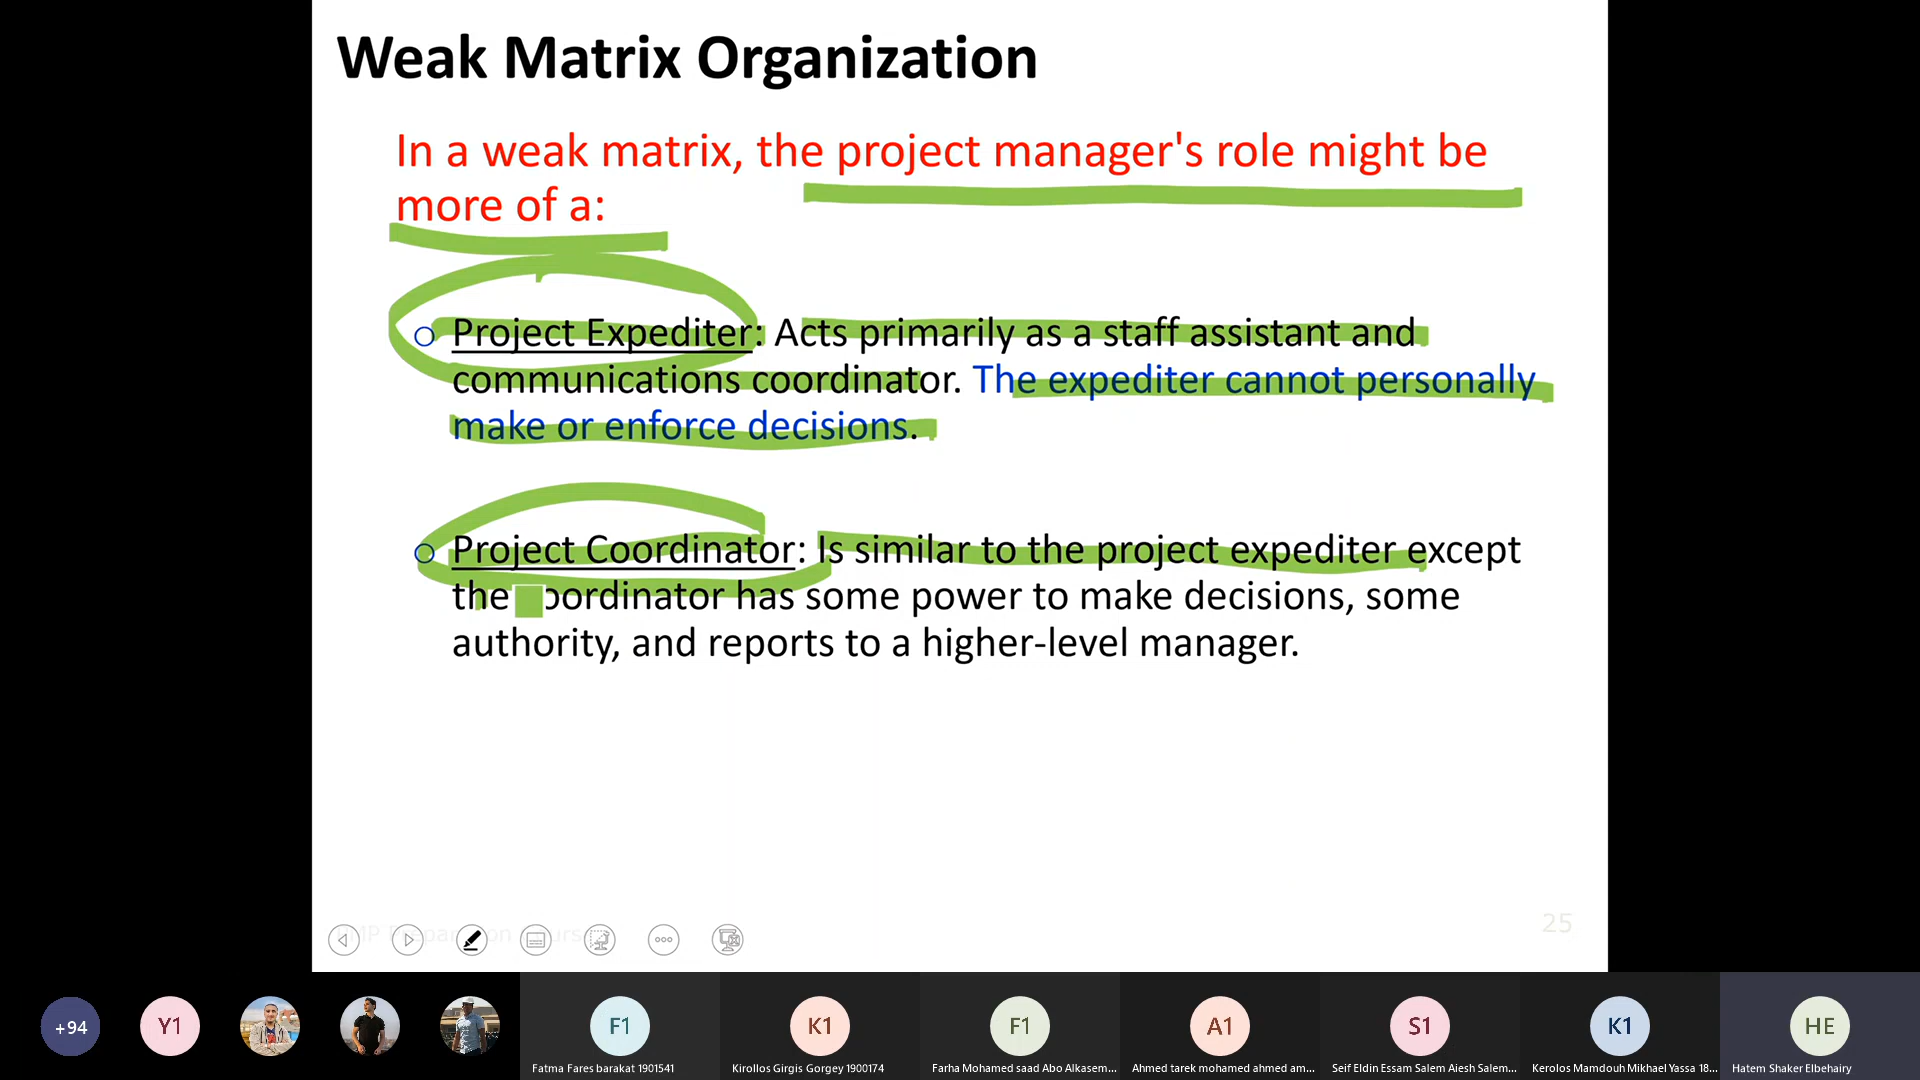 Weak Matrix Organization
In a weak matrix, the project manager's role might be
more of a:
Project Expediter: Acts primarily as a staff assistant and
communications coordinator. The expediter cannot personally
make or enforce decisions.
Project Coordinator: Is similar to the project expediter except
the oordinator has some power to make decisions, some
authority, and reports to a higher-level manager.
25
+94
Y1
F1
K1
F1
A1
S1
K1
HE
Fatma Fares barakat 1901541
Kirollos Girgis Gorgey 1900174
Farha Mohamed saad Abo Alkasem...
Ahmed tarek mohamed ahmed am...
Seif Eldin Essam Salem Aiesh Salem...
Kerolos Mamdouh Mikhael Yassa 18...
Hatem Shaker Elbehairy